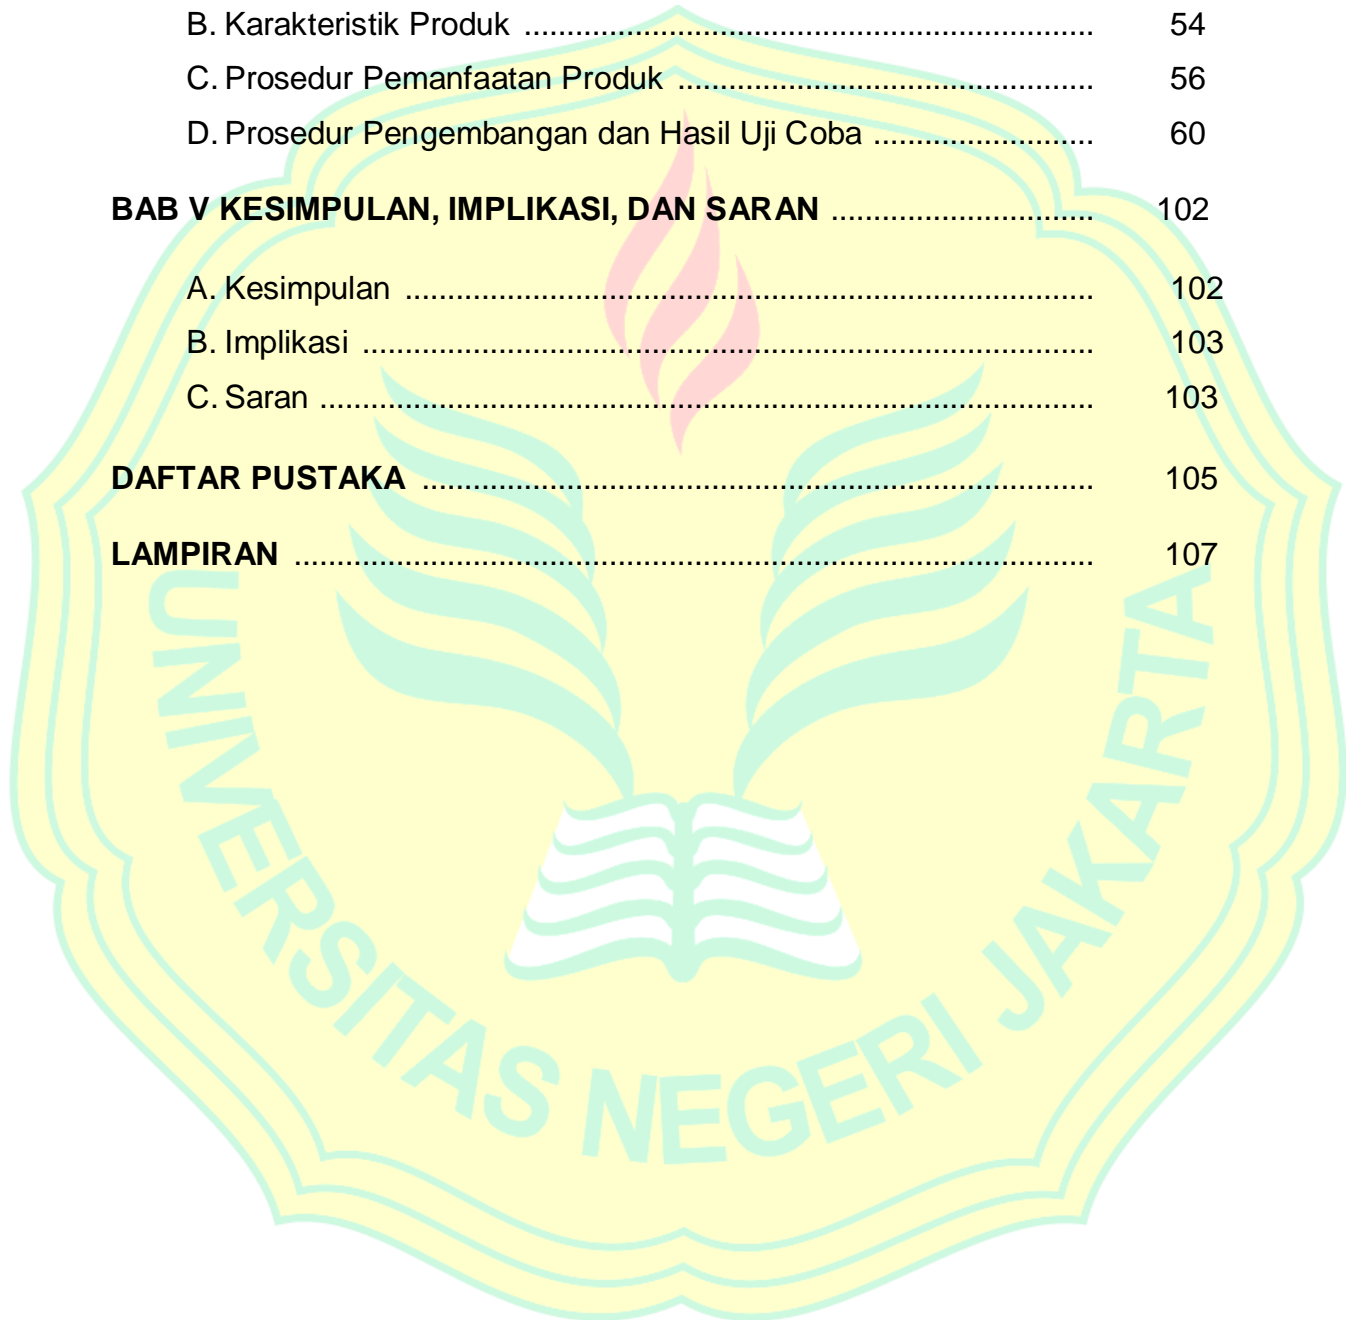 B. Karakteristik Produk ................................................................... 54
C. Prosedur Pemanfaatan Produk ................................................. 56
D. Prosedur Pengembangan dan Hasil Uji Coba .......................... 60
BAB V KESIMPULAN, IMPLIKASI, DAN SARAN ............................... 102
A. Kesimpulan ................................................................................. 102
B. Implikasi ...................................................................................... 103
C. Saran ........................................................................................... 103
DAFTAR PUSTAKA ............................................................................... 105
LAMPIRAN .............................................................................................. 107
UNIVERSITAS NEGERI JAKARTA